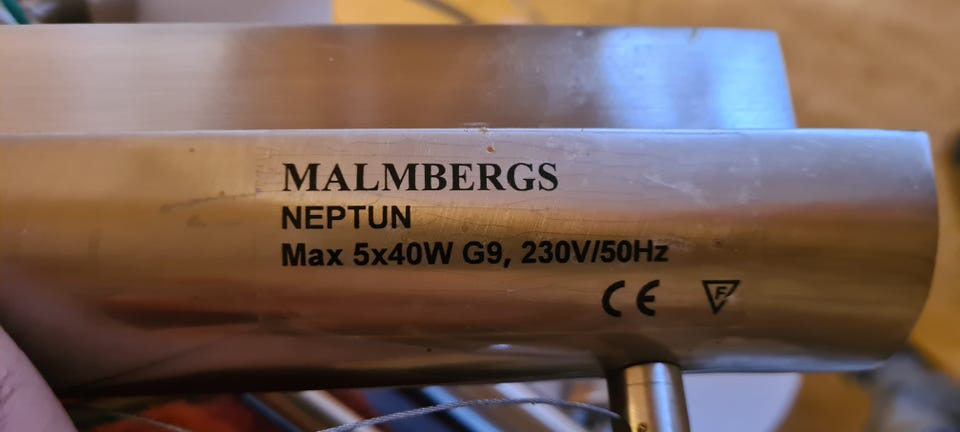 MALMBERGS
NEPTUN
Max 5x40W G9, 230V/50Hz
CE F